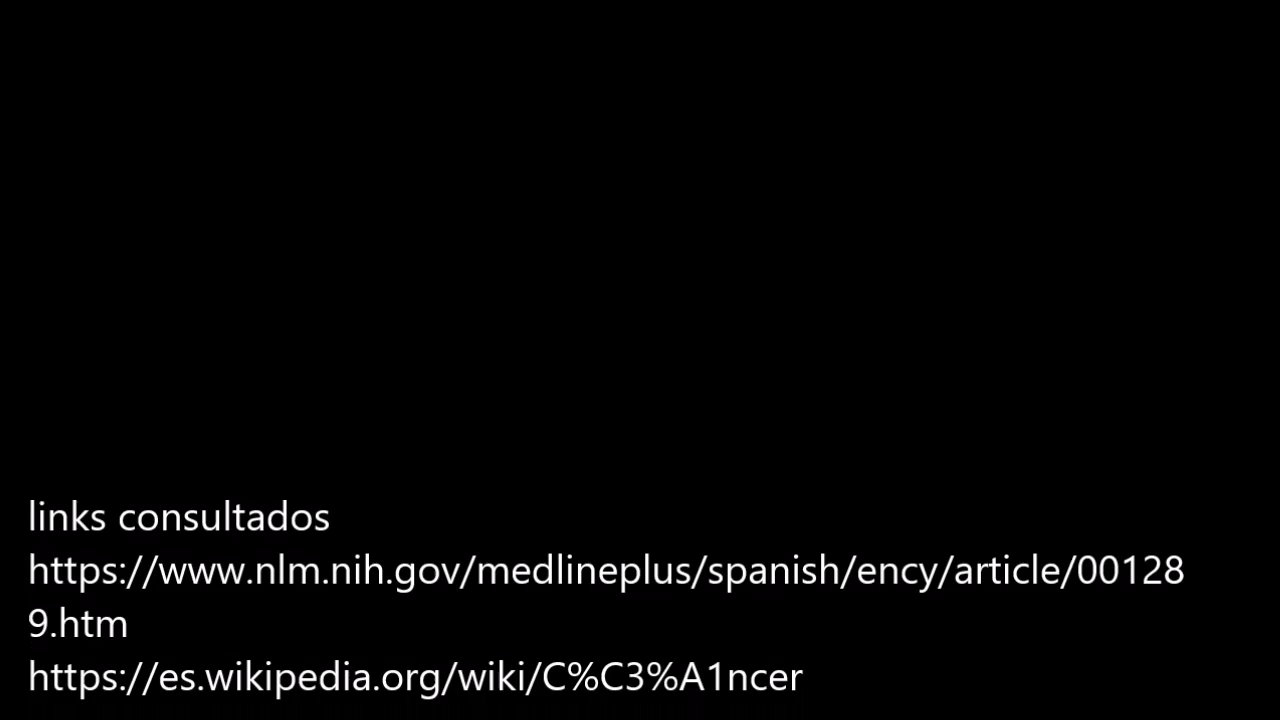 links consultados
https://www.nlm.nih.gov/medlineplus/spanish/ency/article/00128
9.htm
https://es.wikipedia.org/wiki/C%C3%A1ncer